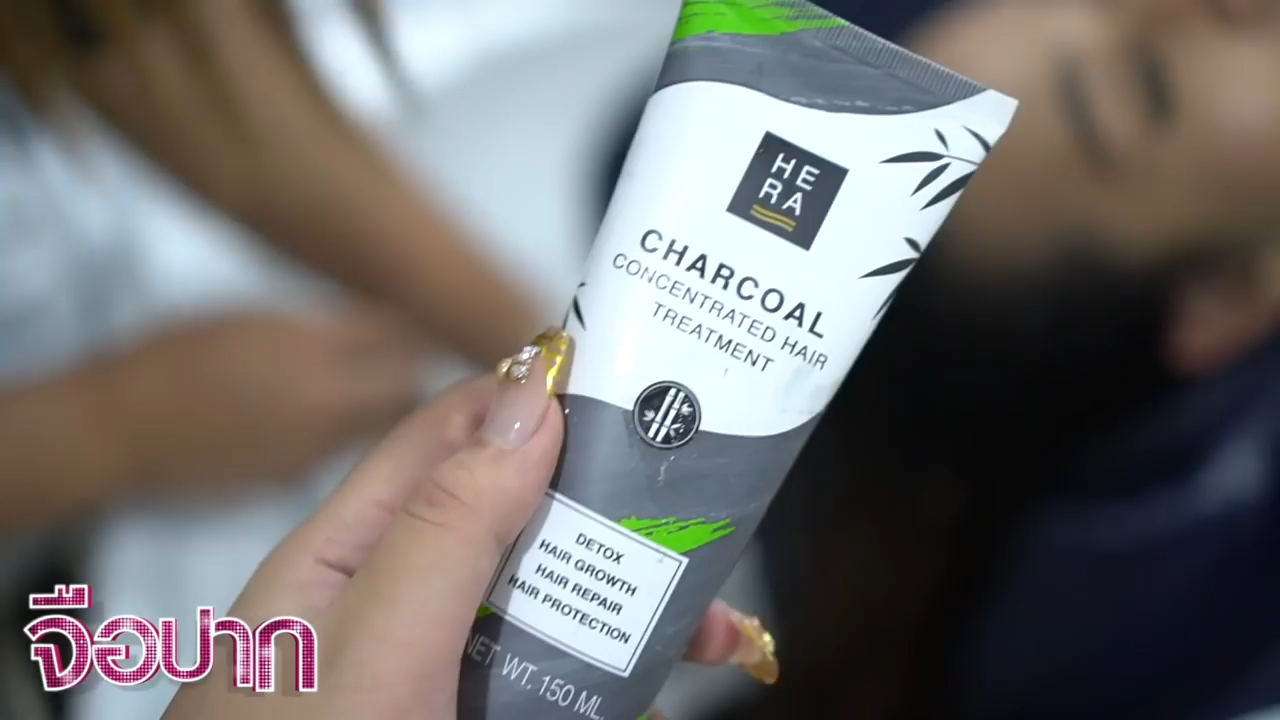 HE
RA
CHARCOAL
CONCENTRATED HAIR
TREATMENT
DETOX
HAIR GROWTH
HAIR REPAIR
HAIR PROTECTION
NET WT. 150 ML.
จือปาก